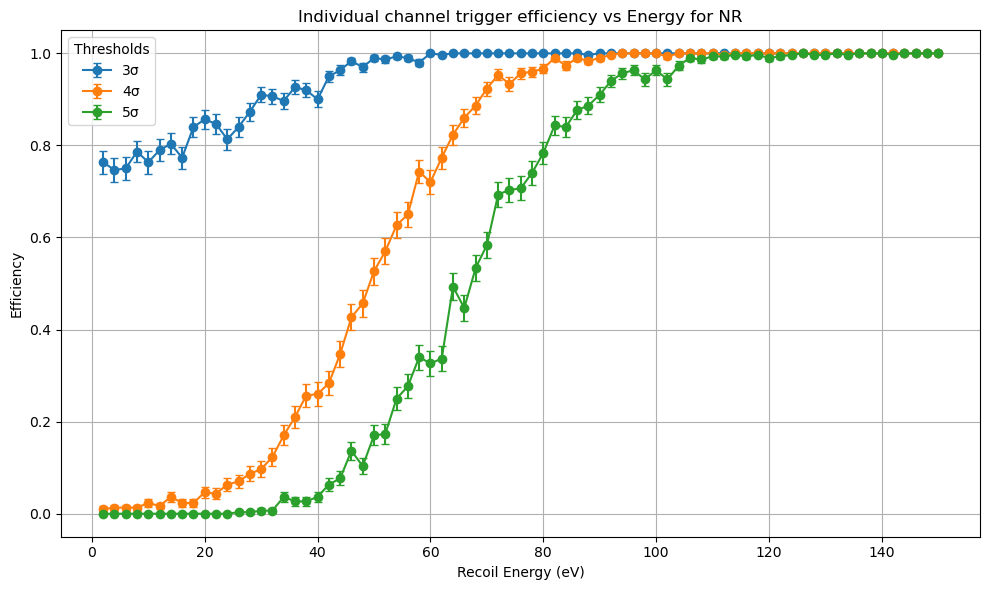 Individual channel trigger efficiency vs Energy for NR
Thresholds
3σ
4σ
5σ
Efficiency
1.0
0.8
0.6
0.4
0.2
0.0
0 20 40 60 80 100 120 140
Recoil Energy (eV)